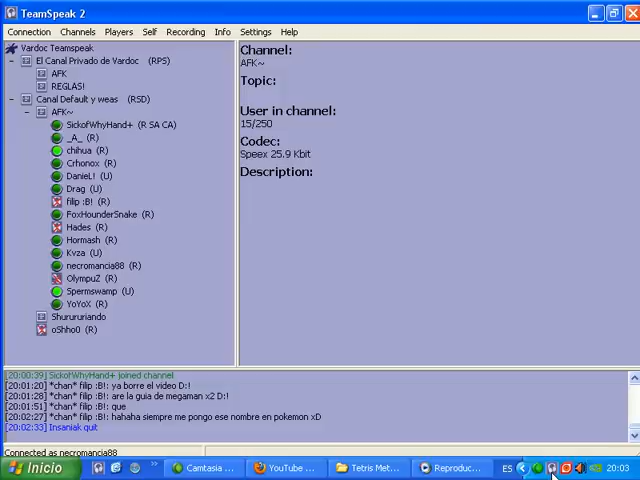 TeamSpeak 2
Connection Channels Players Self Recording Info Settings Help
Vardoc Teamspeak
El Canal Privado de Vardoc (RPS)
AFK
REGLAS!
Canal Default y weas (RSD)
AFK~
SickofWhyHand+ (R SA CA)
_A_ (R)
chihua (R)
Crhonox (R)
DanieL! (U)
Drag (U)
filip :B!: (R)
FoxHounderSnake (R)
Hades (R)
Hormash (R)
Kvza (U)
necromancia88 (R)
OlympuZ (R)
Spermswamp (U)
YoYoX (R)
Shurururiando
oShho0 (R)
Channel:
AFK~
Topic:
User in channel:
15/250
Codec:
Speex 25.9 Kbit
Description:
[20:00:39] SickofWhyHand+ joined channel
[20:01:20] *chan* filip :B!: ya borre el video D:!
[20:01:28] *chan* filip :B!: are la guia de megaman x2 D:!
[20:01:51] *chan* filip :B!: que
[20:02:27] *chan* filip :B!: hahaha siempre me pongo ese nombre en pokemon xD
[20:02:33] Insaniak quit
Connected as necromancia88
Inicio Camtasia ... YouTube ... Tetris Met... Reproduc... ES 20:03